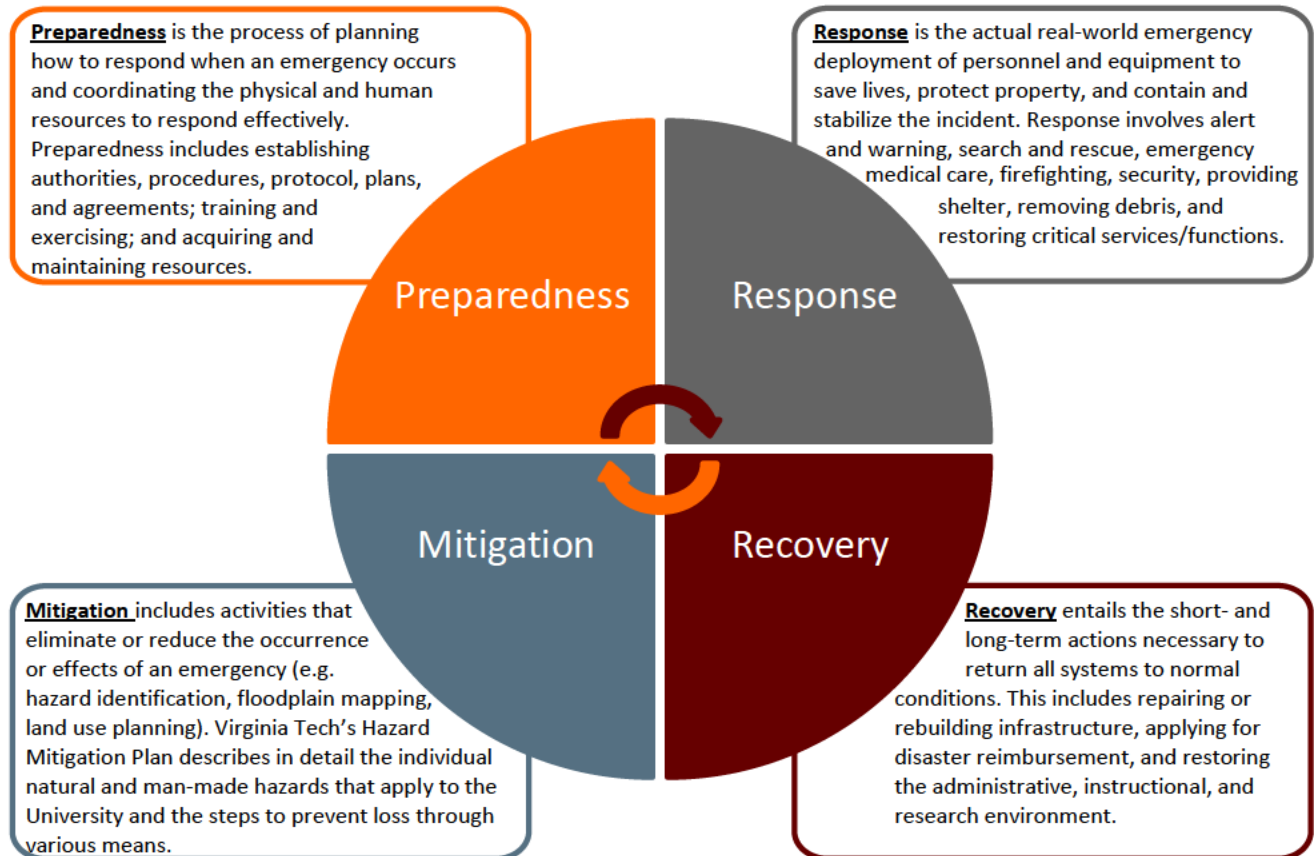 Preparedness is the process of planning
how to respond when an emergency occurs
and coordinating the physical and human
resources to respond effectively.
Preparedness includes establishing
authorities, procedures, protocol, plans,
and agreements; training and
exercising; and acquiring and
maintaining resources.
Response is the actual real-world emergency
deployment of personnel and equipment to
save lives, protect property, and contain and
stabilize the incident. Response involves alert
and warning, search and rescue, emergency
medical care, firefighting, security, providing
shelter, removing debris, and
restoring critical services/functions.
Preparedness
Response
Mitigation
Recovery
Mitigation includes activities that
eliminate or reduce the occurrence
or effects of an emergency (e.g.
hazard identification, floodplain mapping,
land use planning). Virginia Tech's Hazard
Mitigation Plan describes in detail the individual
natural and man-made hazards that apply to the
University and the steps to prevent loss through
various means.
Recovery entails the short- and
long-term actions necessary to
return all systems to normal
conditions. This includes repairing or
rebuilding infrastructure, applying for
disaster reimbursement, and restoring
the administrative, instructional, and
research environment.